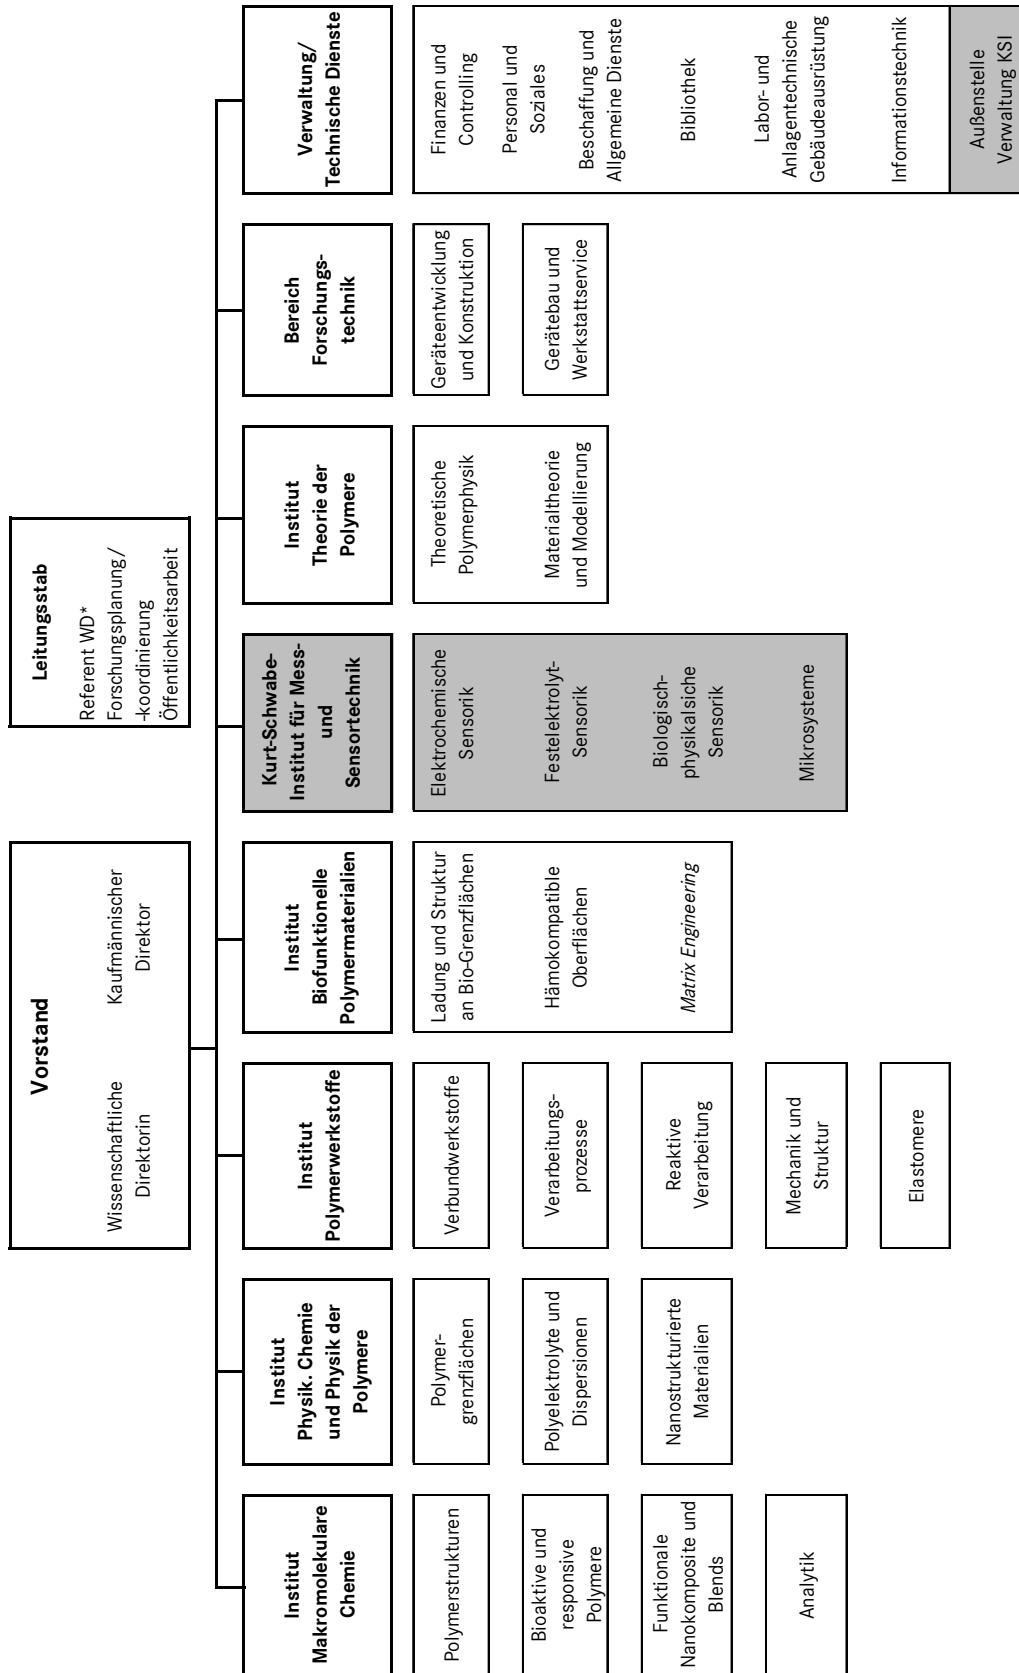 Vorstand
Wissenschaftliche
Direktorin
Kaufmännischer
Direktor
Leitungsstab
Referent WD*
Forschungsplanung/
-koordinierung
Öffentlichkeitsarbeit
Institut
Makromolekulare
Chemie
Polymerstrukturen
Bioaktive und
responsive
Polymere
Funktionale
Nanokomposite und
Blends
Analytik
Institut
Physik. Chemie
und Physik der
Polymere
Polymer-
grenzflächen
Polyelektrolyte und
Dispersionen
Nanostrukturierte
Materialien
Institut
Polymerwerkstoffe
Verbundwerkstoffe
Verarbeitungs-
prozesse
Reaktive
Verarbeitung
Mechanik und
Struktur
Elastomere
Institut
Biofunktionelle
Polymermaterialien
Ladung und Struktur
an Bio-Grenzflächen
Hämokompatible
Oberflächen
Matrix Engineering
Kurt-Schwabe-
Institut für Mess-
und
Sensortechnik
Elektrochemische
Sensorik
Festelektrolyt-
Sensorik
Biologisch-
physikalsiche
Sensorik
Mikrosysteme
Institut
Theorie der
Polymere
Theoretische
Polymerphysik
Materialtheorie
und Modellierung
Bereich
Forschungs-
technik
Geräteentwicklung
und Konstruktion
Gerätebau und
Werkstattservice
Verwaltung/
Technische Dienste
Finanzen und
Controlling
Personal und
Soziales
Beschaffung und
Allgemeine Dienste
Bibliothek
Labor- und
Anlagentechnische
Gebäudeausrüstung
Informationstechnik
Außenstelle
Verwaltung KSI